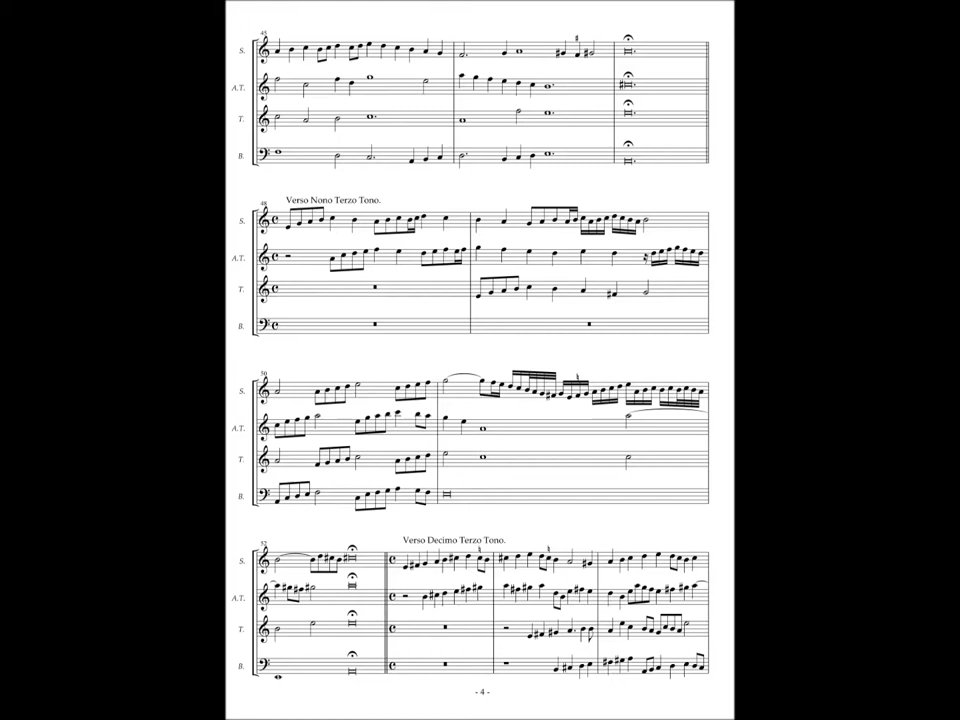 45
S.
A.T.
T.
B.
Verso Nono Terzo Tono.
48
S.
A.T.
T.
B.
50
S.
A.T.
T.
B.
Verso Decimo Terzo Tono.
52
S.
A.T.
T.
B.
- 4 -